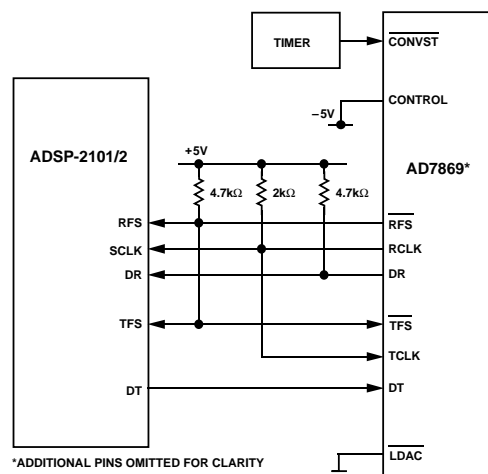 TIMER
CONVST
CONTROL
–5V
ADSP-2101/2
AD7869*
+5V
4.7kΩ
2kΩ
4.7kΩ
RFS
RFS
SCLK
RCLK
DR
DR
TFS
TFS
TCLK
DT
DT
LDAC
*ADDITIONAL PINS OMITTED FOR CLARITY